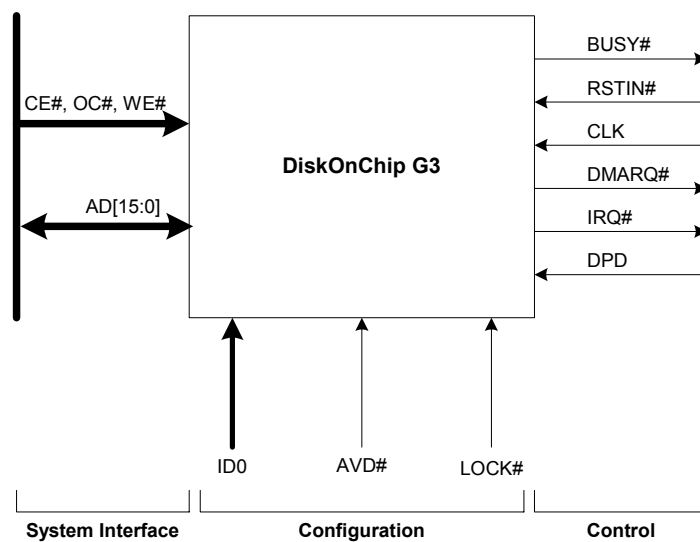 BUSY#
RSTIN#
CE#, OC#, WE#
CLK
DiskOnChip G3
DMARQ#
AD[15:0]
IRQ#
DPD
ID0
AVD#
LOCK#
System Interface
Configuration
Control